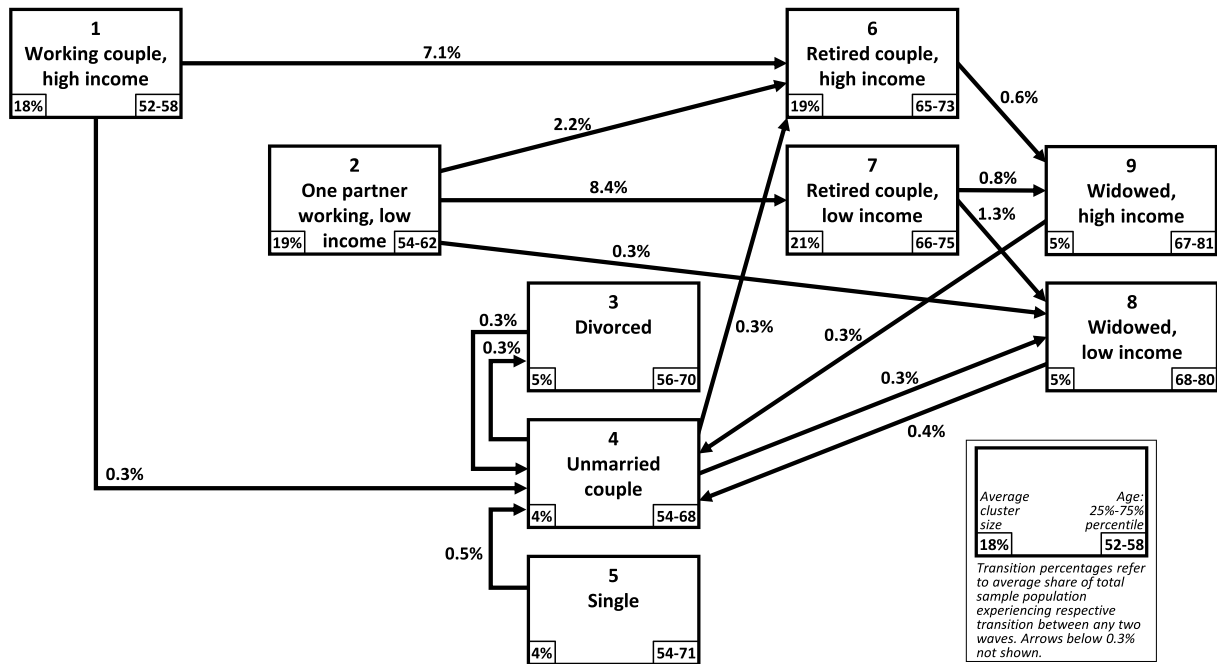 1
Working couple,
high income
18%
52-58
7.1%
6
Retired couple,
high income
19%
65-73
0.6%
2.2%
2
One partner
working, low
income
19%
54-62
8.4%
7
Retired couple,
low income
21%
66-75
0.8%
1.3%
9
Widowed,
high income
5%
67-81
0.3%
3
Divorced
5%
56-70
0.3%
0.3%
0.3%
0.3%
8
Widowed,
low income
5%
68-80
0.3%
0.4%
4
Unmarried
couple
4%
54-68
0.3%
0.5%
5
Single
4%
54-71
Average
cluster
size
Age:
25%-75%
percentile
18%
52-58
Transition percentages refer
to average share of total
sample population
experiencing respective
transition between any two
waves. Arrows below 0.3%
not shown.